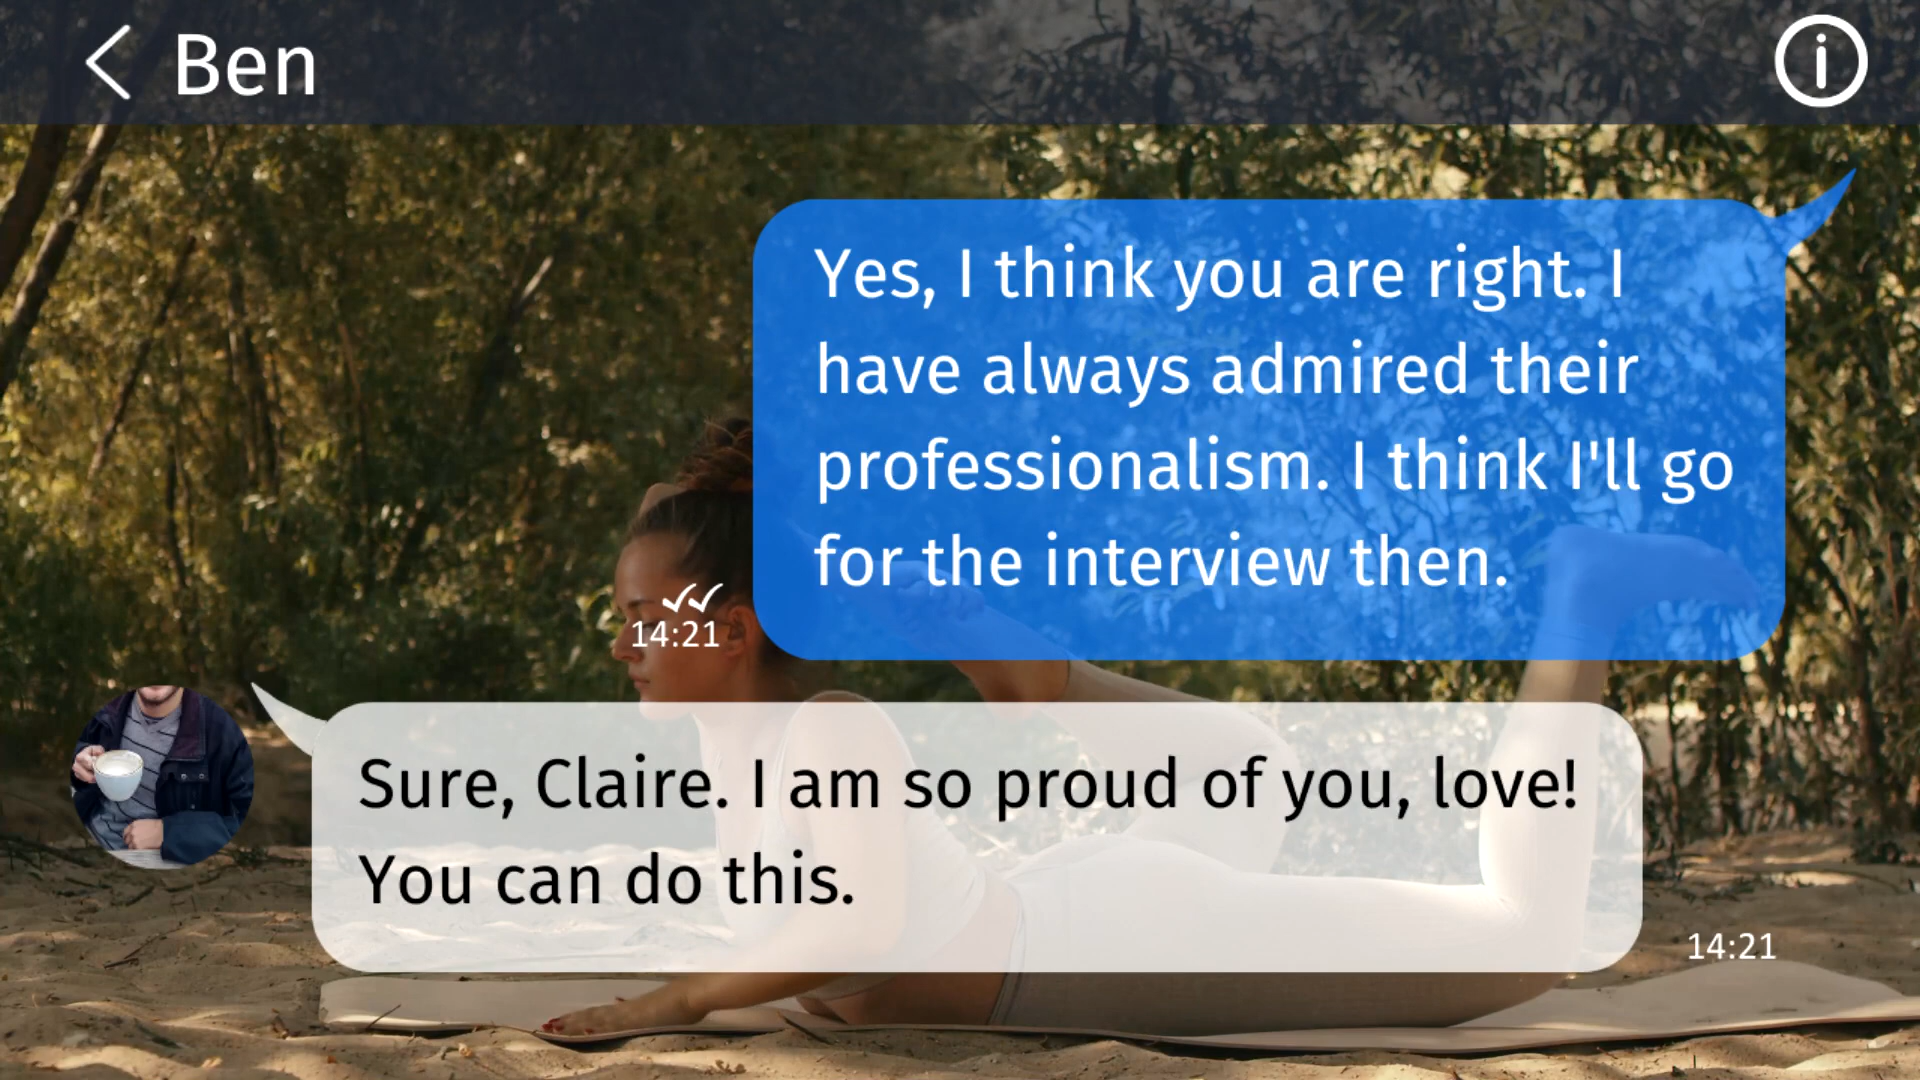 Ben
Yes, I think you are right. I
have always admired their
professionalism. I think I'll go
for the interview then.
14:21
Sure, Claire. I am so proud of you, love!
You can do this.
14:21